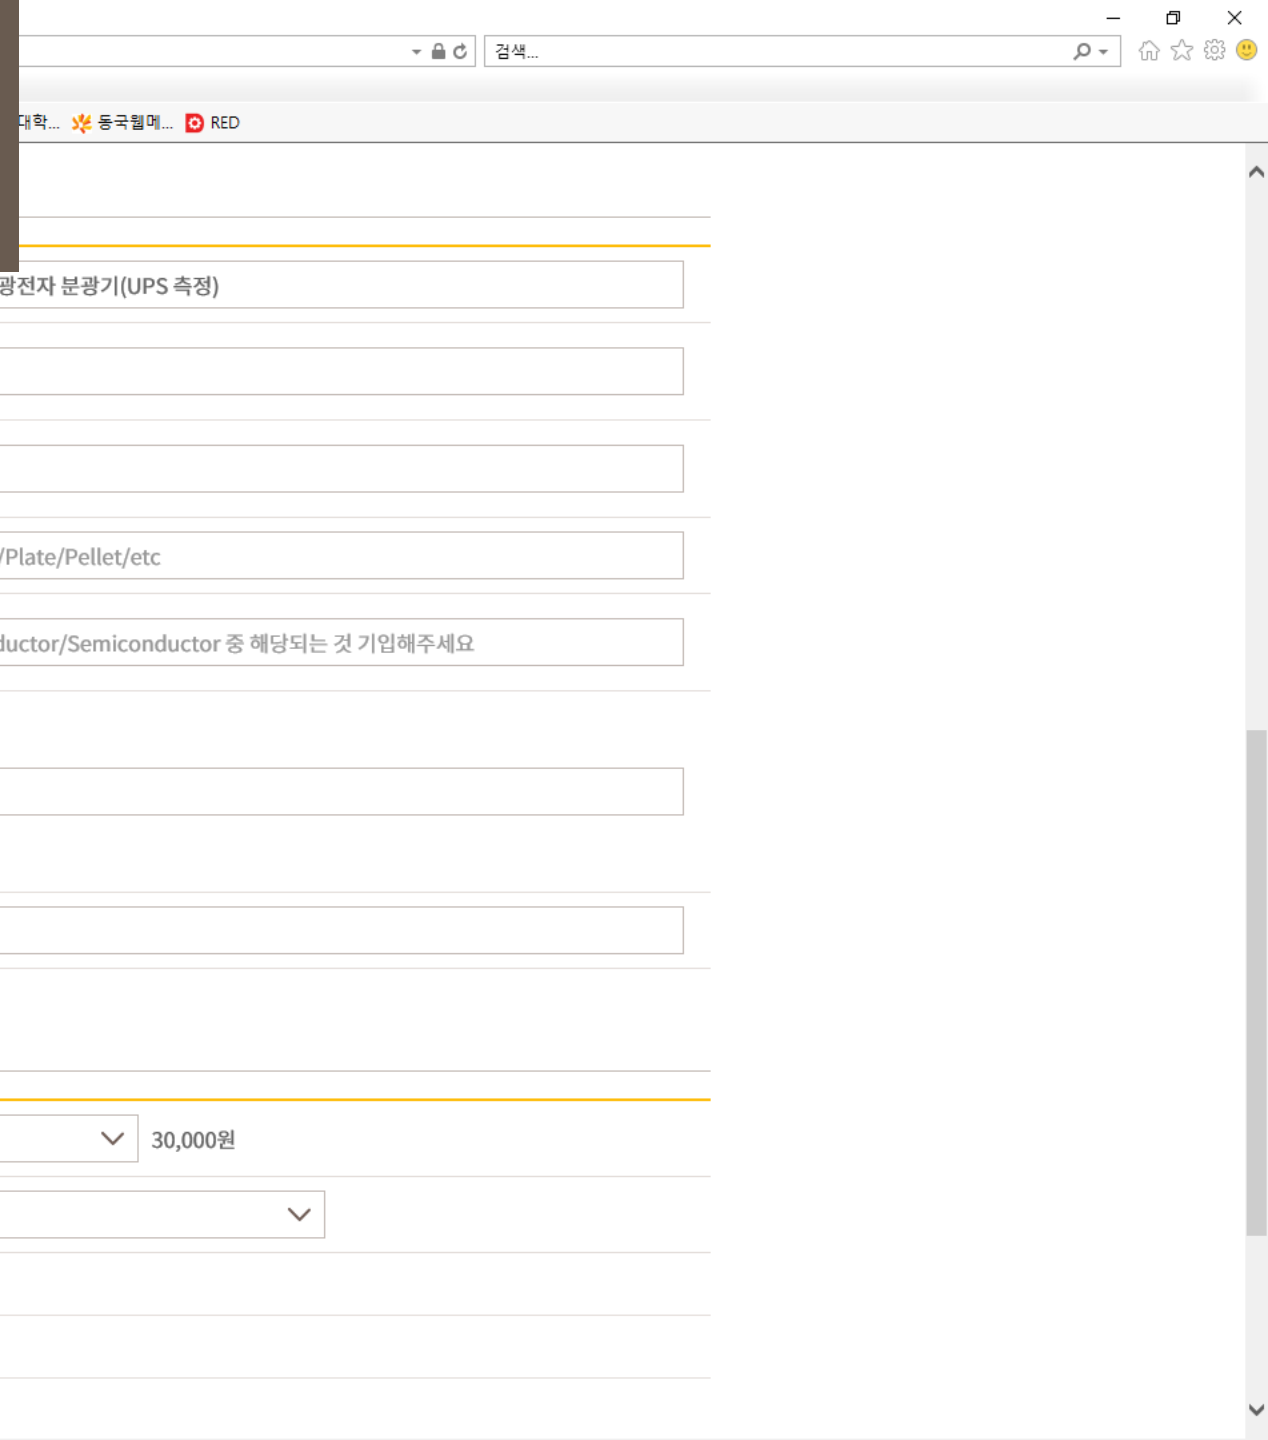 검색...
대학... 동국웹메... RED
광전자 분광기(UPS 측정)
/Plate/Pellet/etc
ductor/Semiconductor 중 해당되는 것 기입해주세요
30,000원